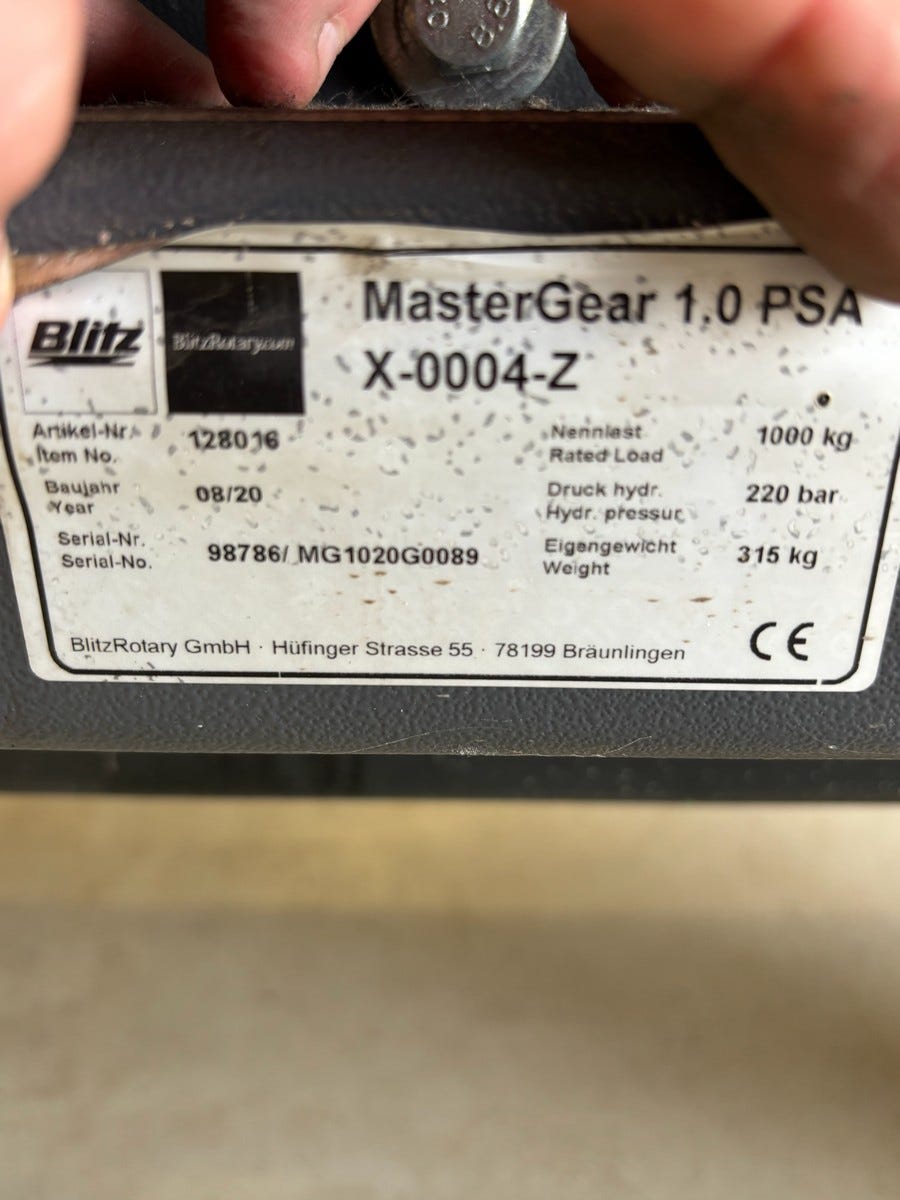 8.8
Blitz
BlitzRotary.com
MasterGear 1.0 PSA
X-0004-Z
Artikel-Nr. 128016
Item No.
Baujahr 08/20
Year
Serial-Nr. 98786/ MG1020G0089
Serial-No.
Nennlast 1000 kg
Rated Load
Druck hydr. 220 bar
Hydr. pressur
Eigengewicht 315 kg
Weight
BlitzRotary GmbH · Hüfinger Strasse 55 · 78199 Bräunlingen
CE